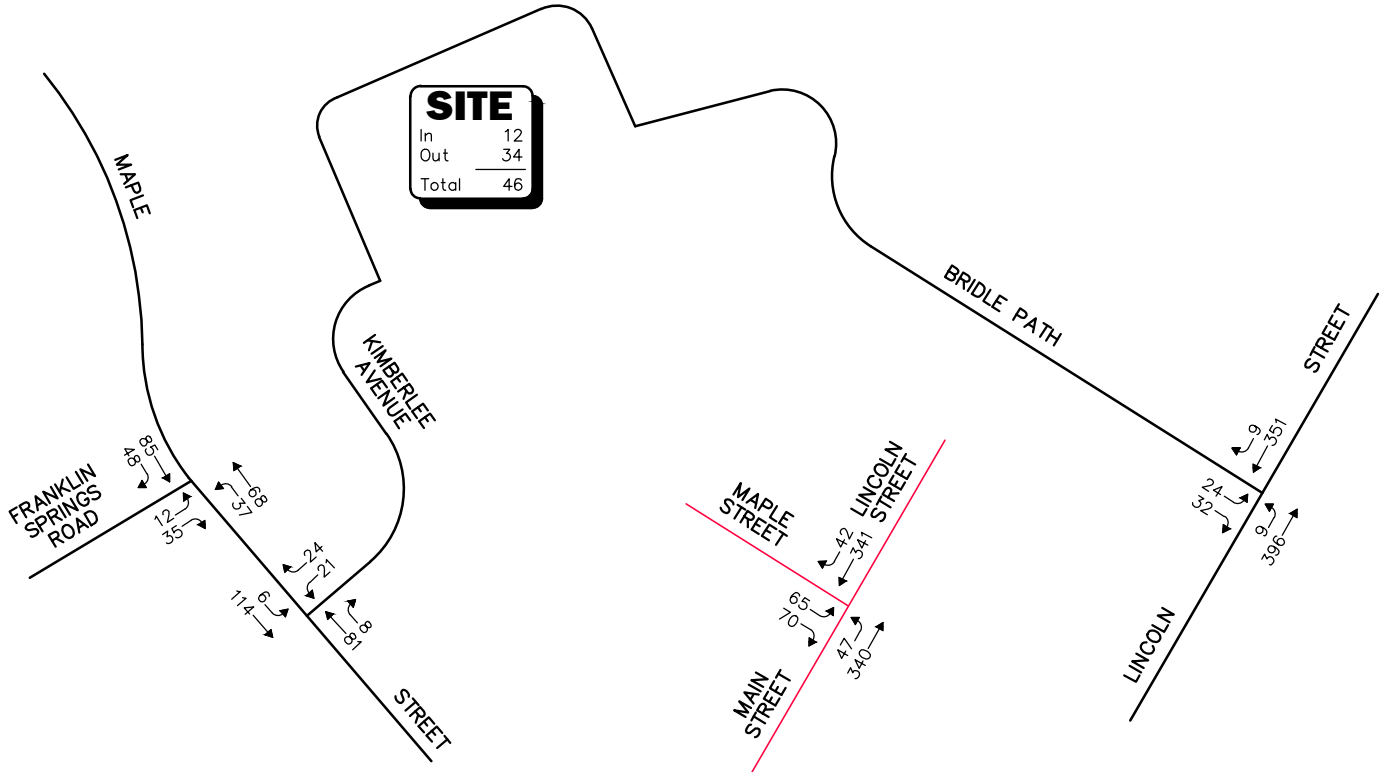 SITE
In 12
Out 34
Total 46
MAPLE
KIMBERLEE
AVENUE
BRIDLE PATH
STREET
FRANKLIN
SPRINGS
ROAD
85
48
12
35
68
37
24
21
6
114
8
81
STREET
MAPLE
STREET
LINCOLN
STREET
42
341
65
70
47
340
MAIN
STREET
9
351
24
32
9
396
LINCOLN